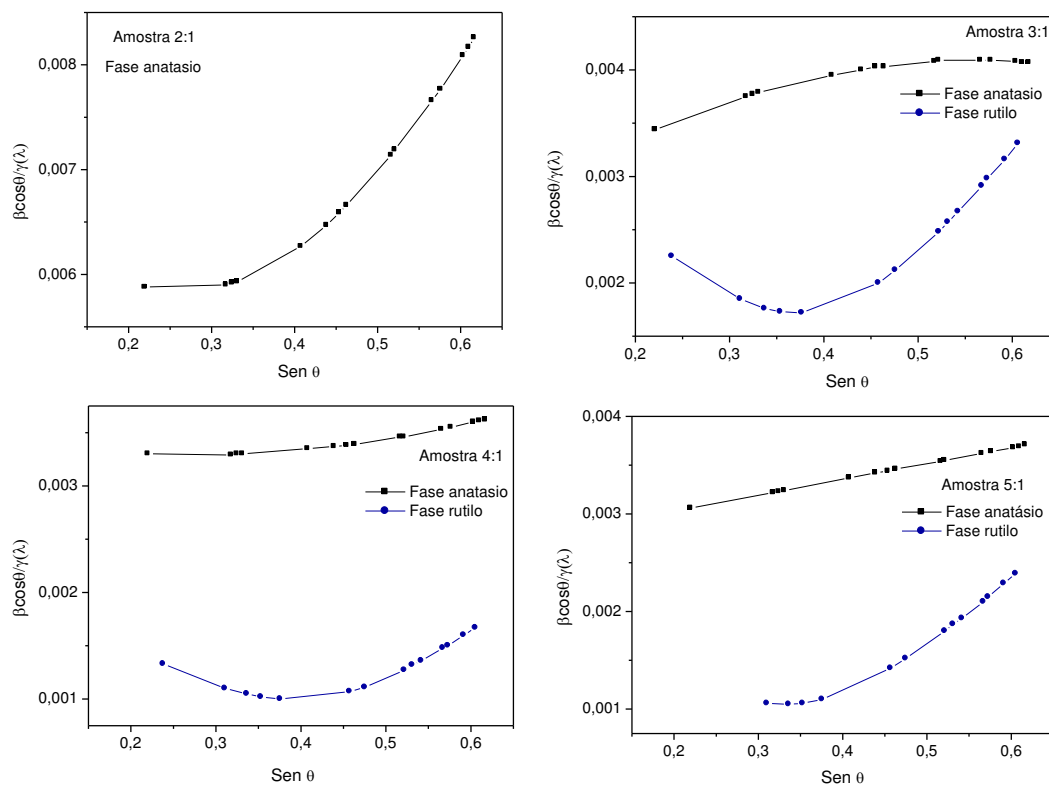 Amostra 2:1
Fase anatasio
0,008
0,007
0,006
βcosθ/γ(λ)
0,2 0,3 0,4 0,5 0,6
Sen θ
Amostra 3:1
Fase anatasio
Fase rutilo
0,004
0,003
0,002
βcosθ/γ(λ)
0,2 0,3 0,4 0,5 0,6
Sen θ
Amostra 4:1
Fase anatasio
Fase rutilo
0,003
0,002
0,001
βcosθ/γ(λ)
0,2 0,3 0,4 0,5 0,6
Sen θ
Amostra 5:1
Fase anatásio
Fase rutilo
0,004
0,003
0,002
0,001
βcosθ/γ(λ)
0,2 0,3 0,4 0,5 0,6
Sen θ